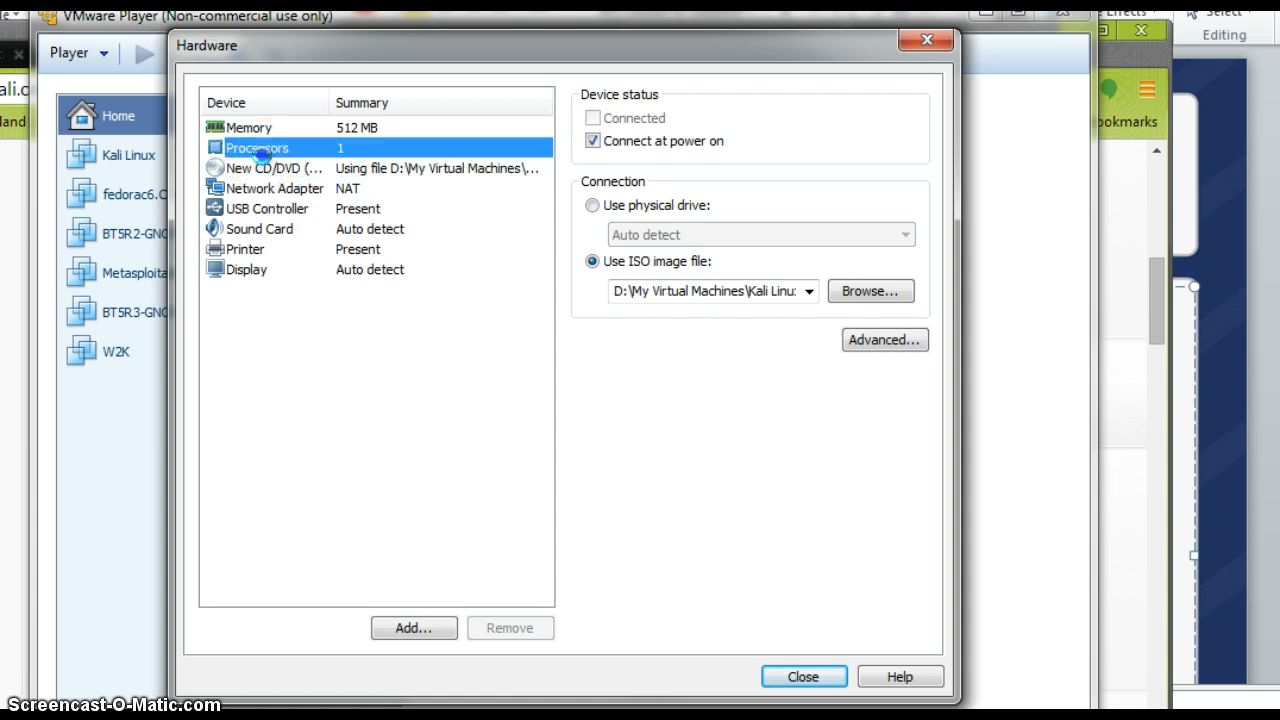 VMware Player (Non-commercial use only)
Effects
Select
Editing
Player
Hardware
ali.c
land
ookmarks
Home
Kali Linux
fedorac6.C
BT5R2-GNC
Metasploita
BT5R3-GNC
W2K
Device Summary
Memory 512 MB
Processors 1
New CD/DVD (... Using file D:\My Virtual Machines\...
Network Adapter NAT
USB Controller Present
Sound Card Auto detect
Printer Present
Display Auto detect
Add...
Remove
Device status
Connected
Connect at power on
Connection
Use physical drive:
Auto detect
Use ISO image file:
D:\My Virtual Machines\Kali Linu:
Browse...
Advanced...
Close
Help
Screencast-O-Matic.com